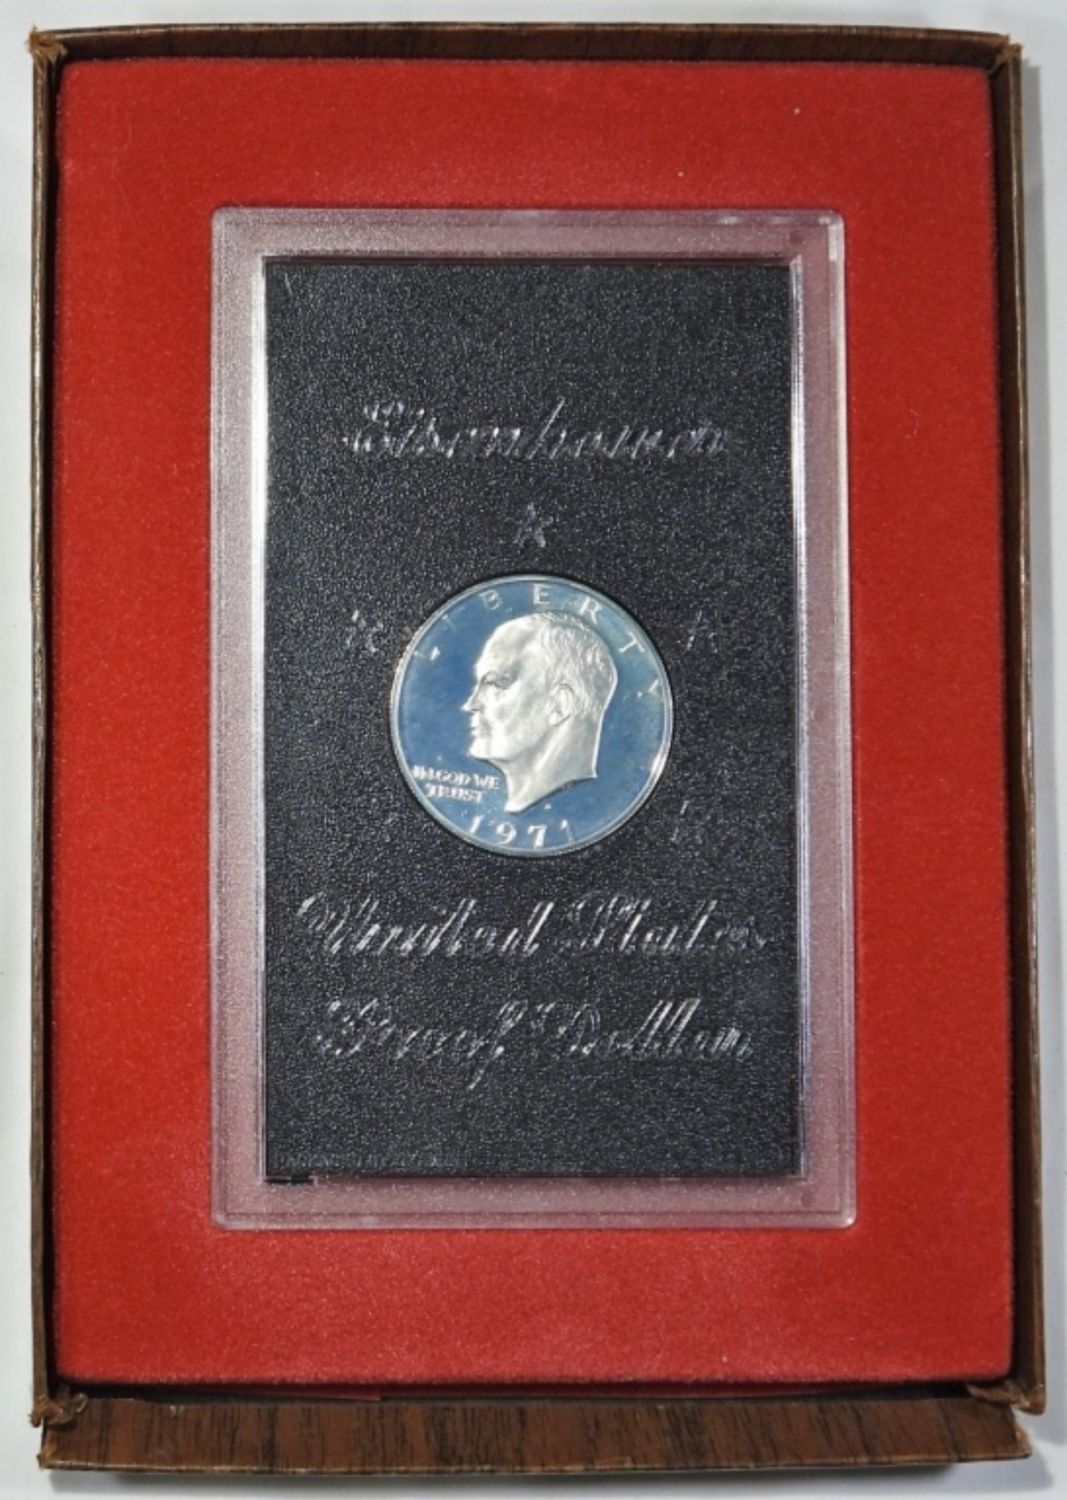 Eisenhower
LIBERTY
IN GOD WE
TRUST
1971
United States
Proof Dollar